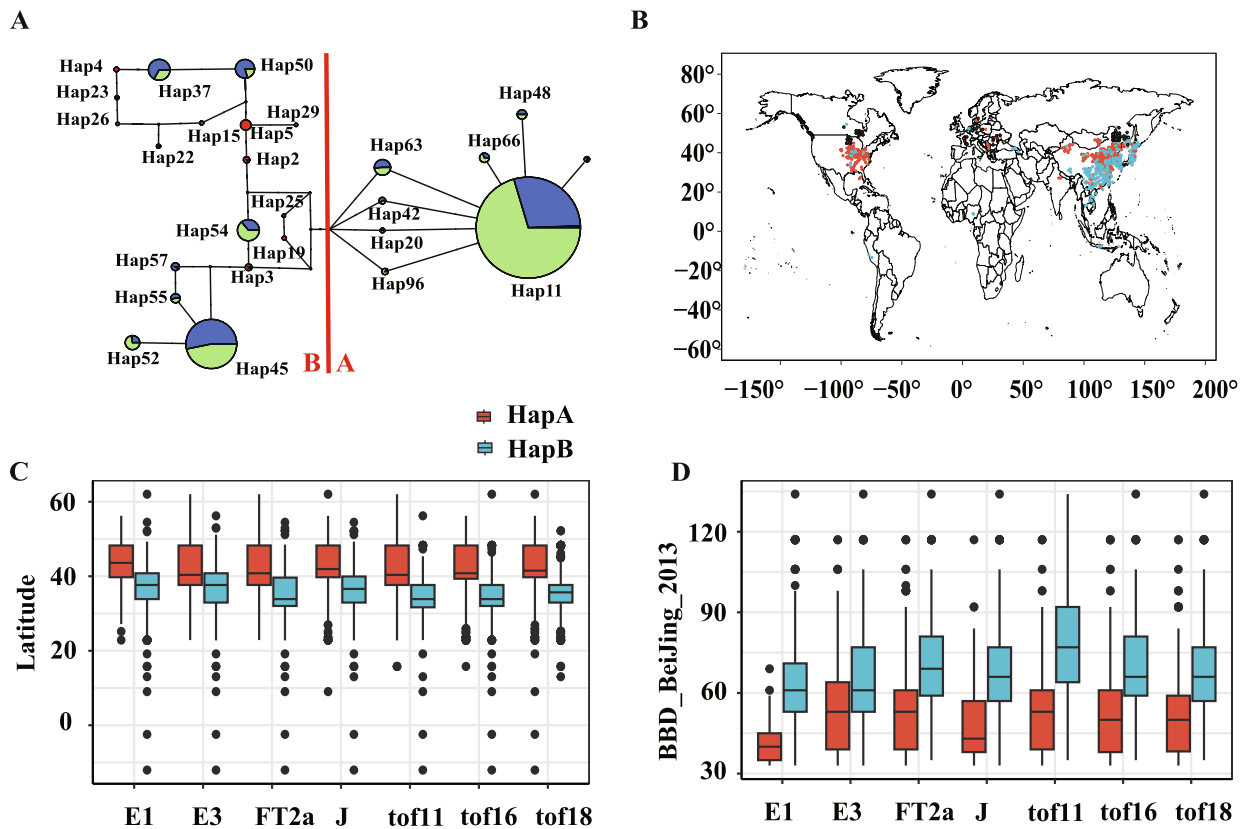 A
Hap4
Hap23
Hap26
Hap37
Hap50
Hap29
Hap15
Hap5
Hap22
Hap2
Hap25
Hap54
Hap19
Hap57
Hap3
Hap55
Hap52
Hap45
B
A
Hap63
Hap42
Hap20
Hap96
Hap48
Hap66
Hap11
B
80°
60°
40°
20°
0°
−20°
−40°
−60°
−150°
−100°
−50°
0°
50°
100°
150°
200°
HapA
HapB
C
Latitude
60
40
20
0
E1
E3
FT2a
J
tof11
tof16
tof18
D
BBD_BeiJing_2013
120
90
60
30
E1
E3
FT2a
J
tof11
tof16
tof18